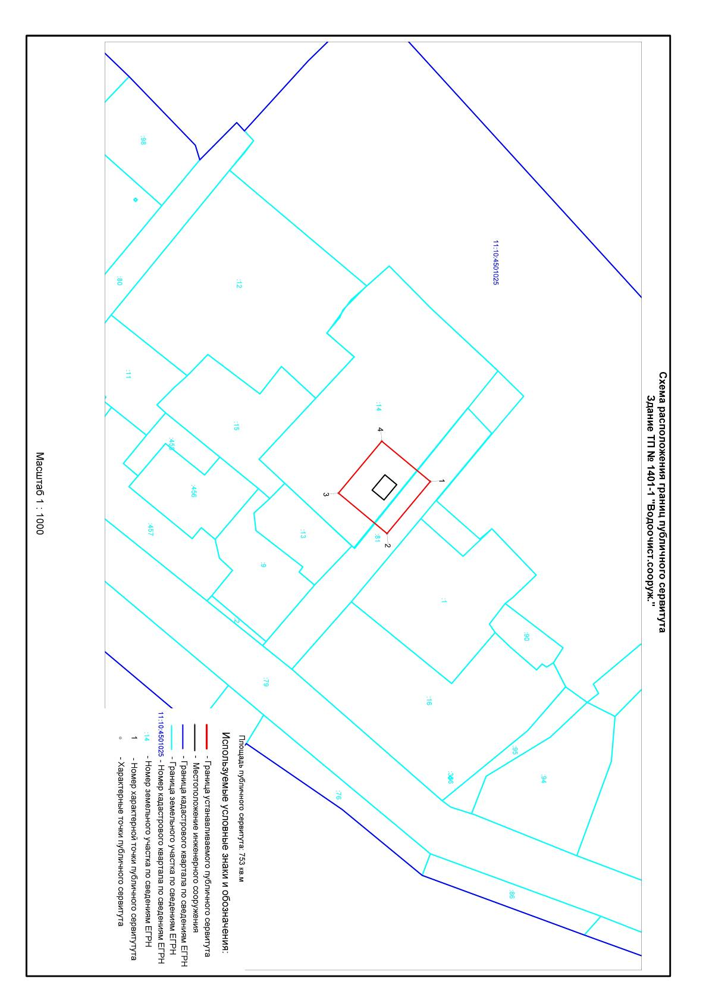 Схема расположения границ публичного сервитута
Здание ТП № 1401-1 "Водоочист.сооруж."
11:10:4501025
:98
:80
:12
:11
:14
:15
:456
:457
:13
:9
:2
:81
:1
:90
:16
:95
:94
:79
:76
:86
4
1
3
2
Площадь публичного сервитута: 753 кв.м
Используемые условные знаки и обозначения:
- Граница устанавливаемого публичного сервитута
- Местоположение инженерного сооружения
- Граница кадастрового квартала по сведениям ЕГРН
- Граница земельного участка по сведениям ЕГРН
11:10:4501025 - Номер кадастрового квартала по сведениям ЕГРН
:14 - Номер земельного участка по сведениям ЕГРН
1 - Номер характерной точки публичного сервитутута
- Характерные точки публичного сервитута
Масштаб 1 : 1000